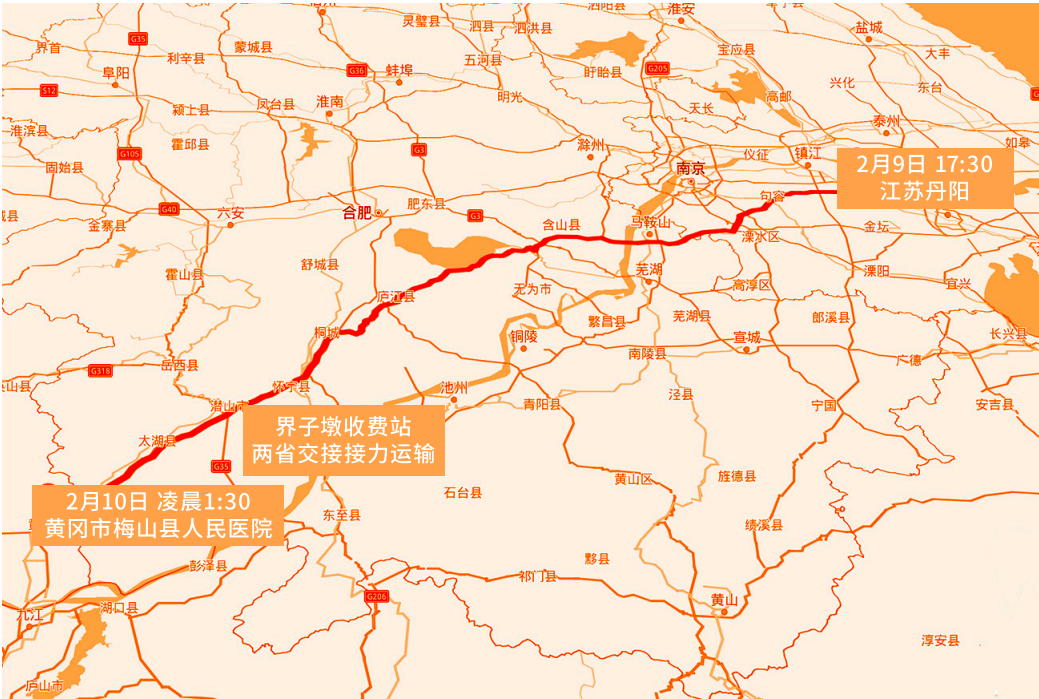 泗阳县
淮安
灵璧县
泗县
泗洪县
盐城
界首
G35
利辛县
蒙城县
五河县
宝应县
大丰
阜阳
G36
蚌埠
盱眙县
G205
兴化
东台
S12
颍上县
凤台县
淮南
明光
天长
高邮
泰州
淮滨县
霍邱县
G105
G3
滁州
仪征
镇江
如皋
固始县
南京
2月9日 17:30
江苏丹阳
句容
G40
六安
合肥
肥东县
G3
含山县
马鞍山
溧水区
金坛
金寨县
霍山县
舒城县
庐江县
无为市
芜湖
高淳区
溧阳
宜兴
桐城
铜陵
繁昌县
芜湖县
宣城
郎溪县
长兴县
G318
岳西县
南陵县
广德
英山县
怀宁县
池州
青阳县
泾县
宁国
安吉县
潜山市
界子墩收费站
两省交接接力运输
太湖县
G35
石台县
黄山区
旌德县
2月10日 凌晨1:30
黄冈市梅山县人民医院
东至县
绩溪县
彭泽县
黟县
祁门县
G206
黄山
九江
湖口县
淳安县
庐山市